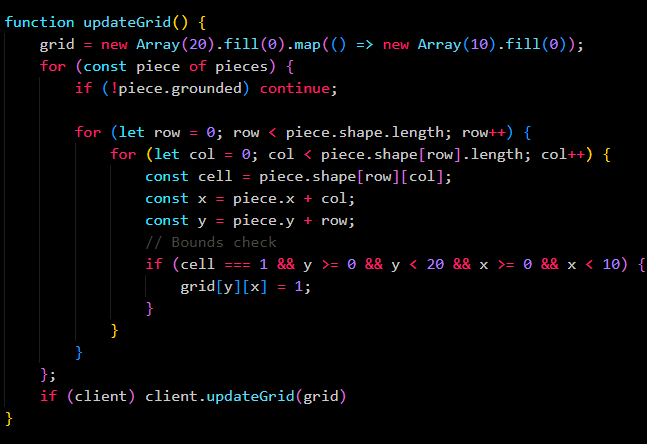 function updateGrid() {
    grid = new Array(20).fill(0).map(() => new Array(10).fill(0));
    for (const piece of pieces) {
        if (!piece.grounded) continue;

        for (let row = 0; row < piece.shape.length; row++) {
            for (let col = 0; col < piece.shape[row].length; col++) {
                const cell = piece.shape[row][col];
                const x = piece.x + col;
                const y = piece.y + row;
                // Bounds check
                if (cell === 1 && y >= 0 && y < 20 && x >= 0 && x < 10) {
                    grid[y][x] = 1;
                }
            }
        }
    };
    if (client) client.updateGrid(grid)
}